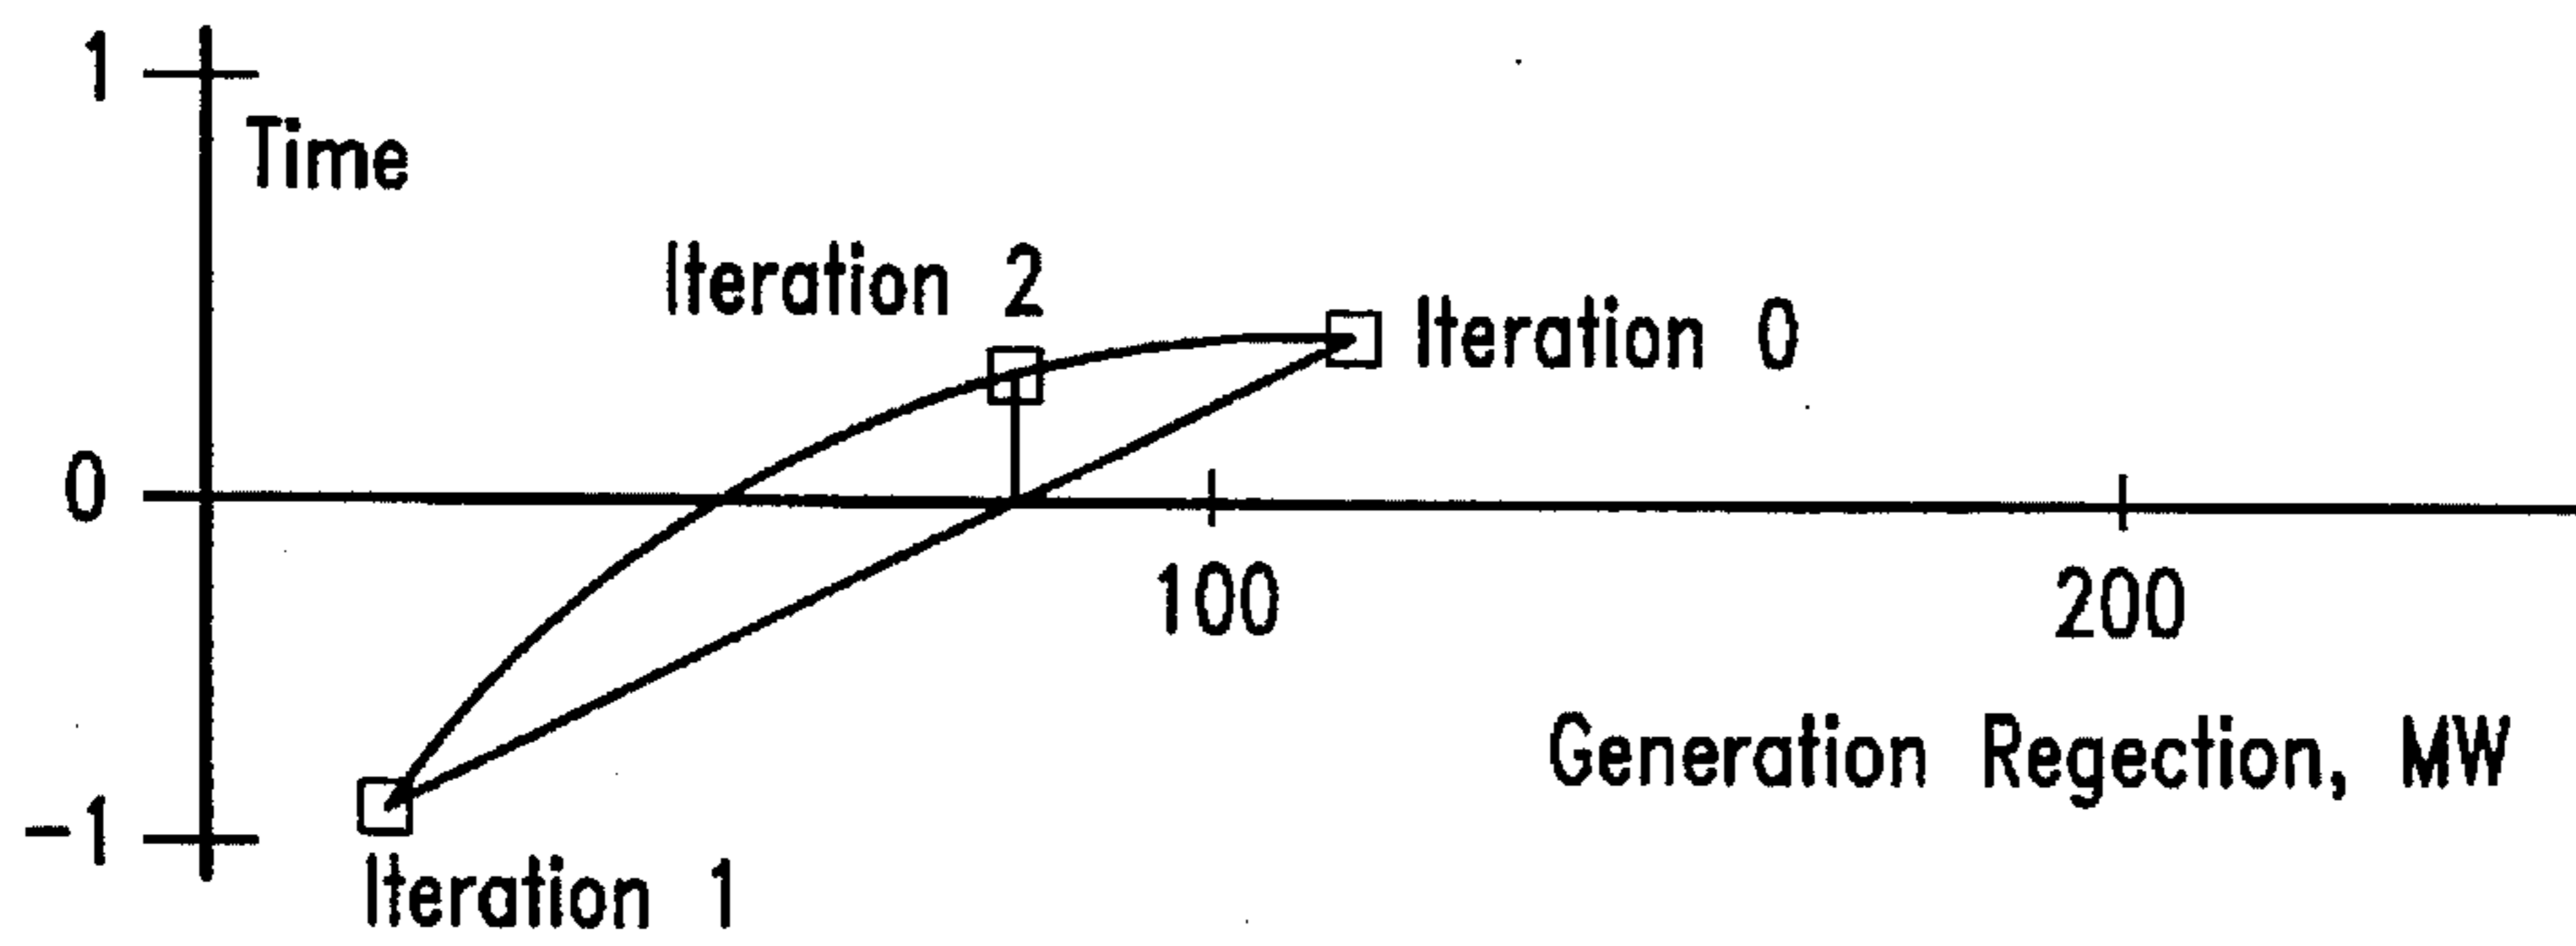 1
Time
Iteration 2
Iteration 0
0
100
200
Generation Regection, MW
-1
Iteration 1